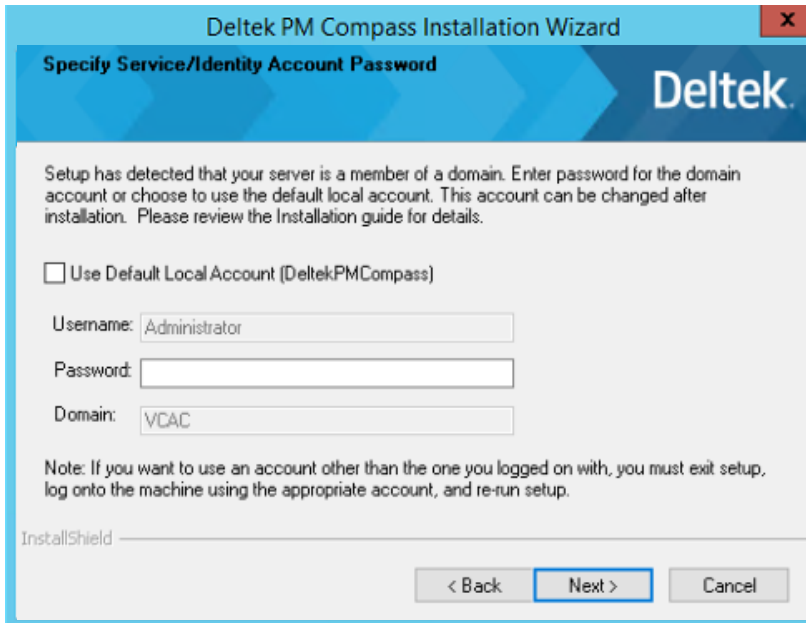 Deltek PM Compass Installation Wizard
x
Specify Service/Identity Account Password
Deltek.
Setup has detected that your server is a member of a domain. Enter password for the domain
account or choose to use the default local account. This account can be changed after
installation. Please review the Installation guide for details.
Use Default Local Account (DeltekPMCompass)
Username: Administrator
Password:
Domain: VCAC
Note: If you want to use an account other than the one you logged on with, you must exit setup,
log onto the machine using the appropriate account, and re-run setup.
InstallShield
< Back Next > Cancel